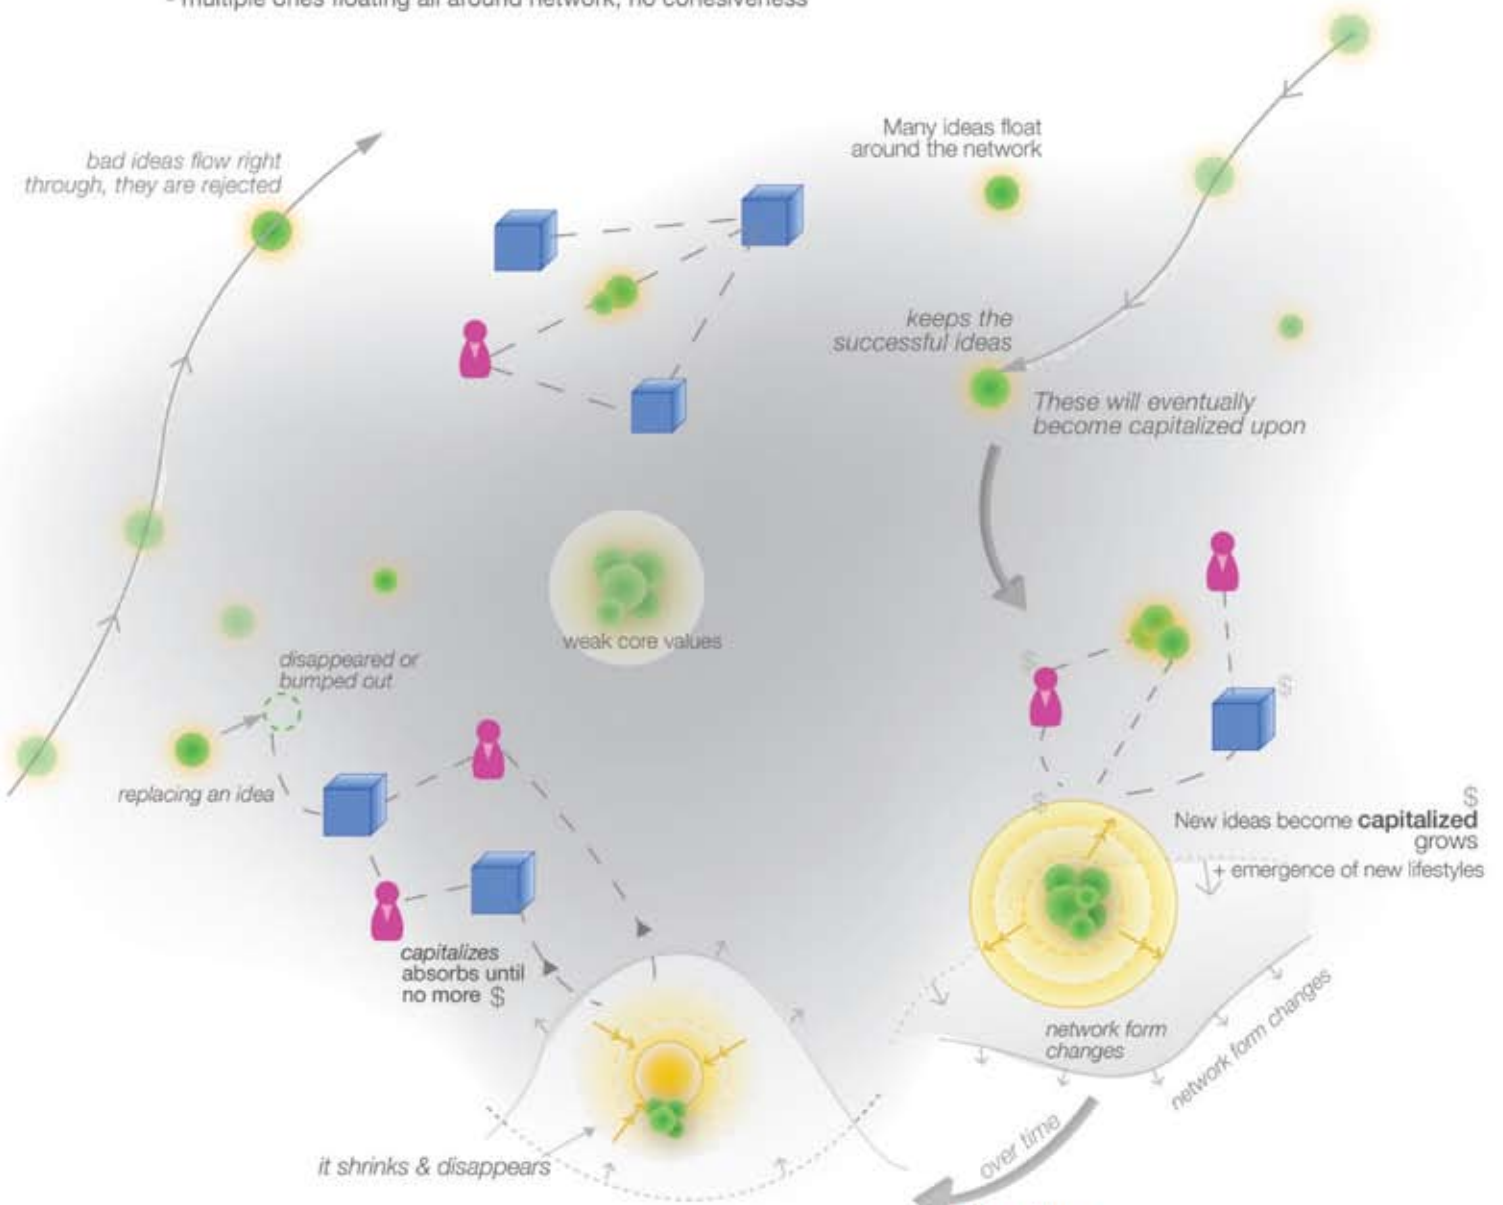 - multiple ones floating all around network, no cohesiveness
Many ideas float
around the network
bad ideas flow right
through, they are rejected
keeps the
successful ideas
These will eventually
become capitalized upon
weak core values
disappeared or
bumped out
replacing an idea
$
$
$
$
New ideas become capitalized
grows
+ emergence of new lifestyles
capitalizes
absorbs until
no more $
network form
changes
network form changes
over time
it shrinks & disappears